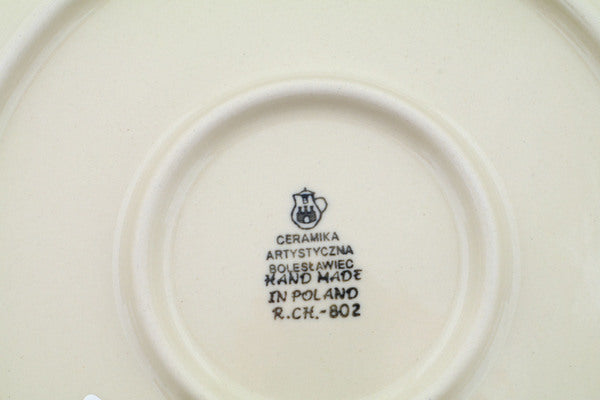 CERAMIKA
ARTYSTYCZNA
BOLESŁAWIEC
HAND MADE
IN POLAND
R.CH.-802